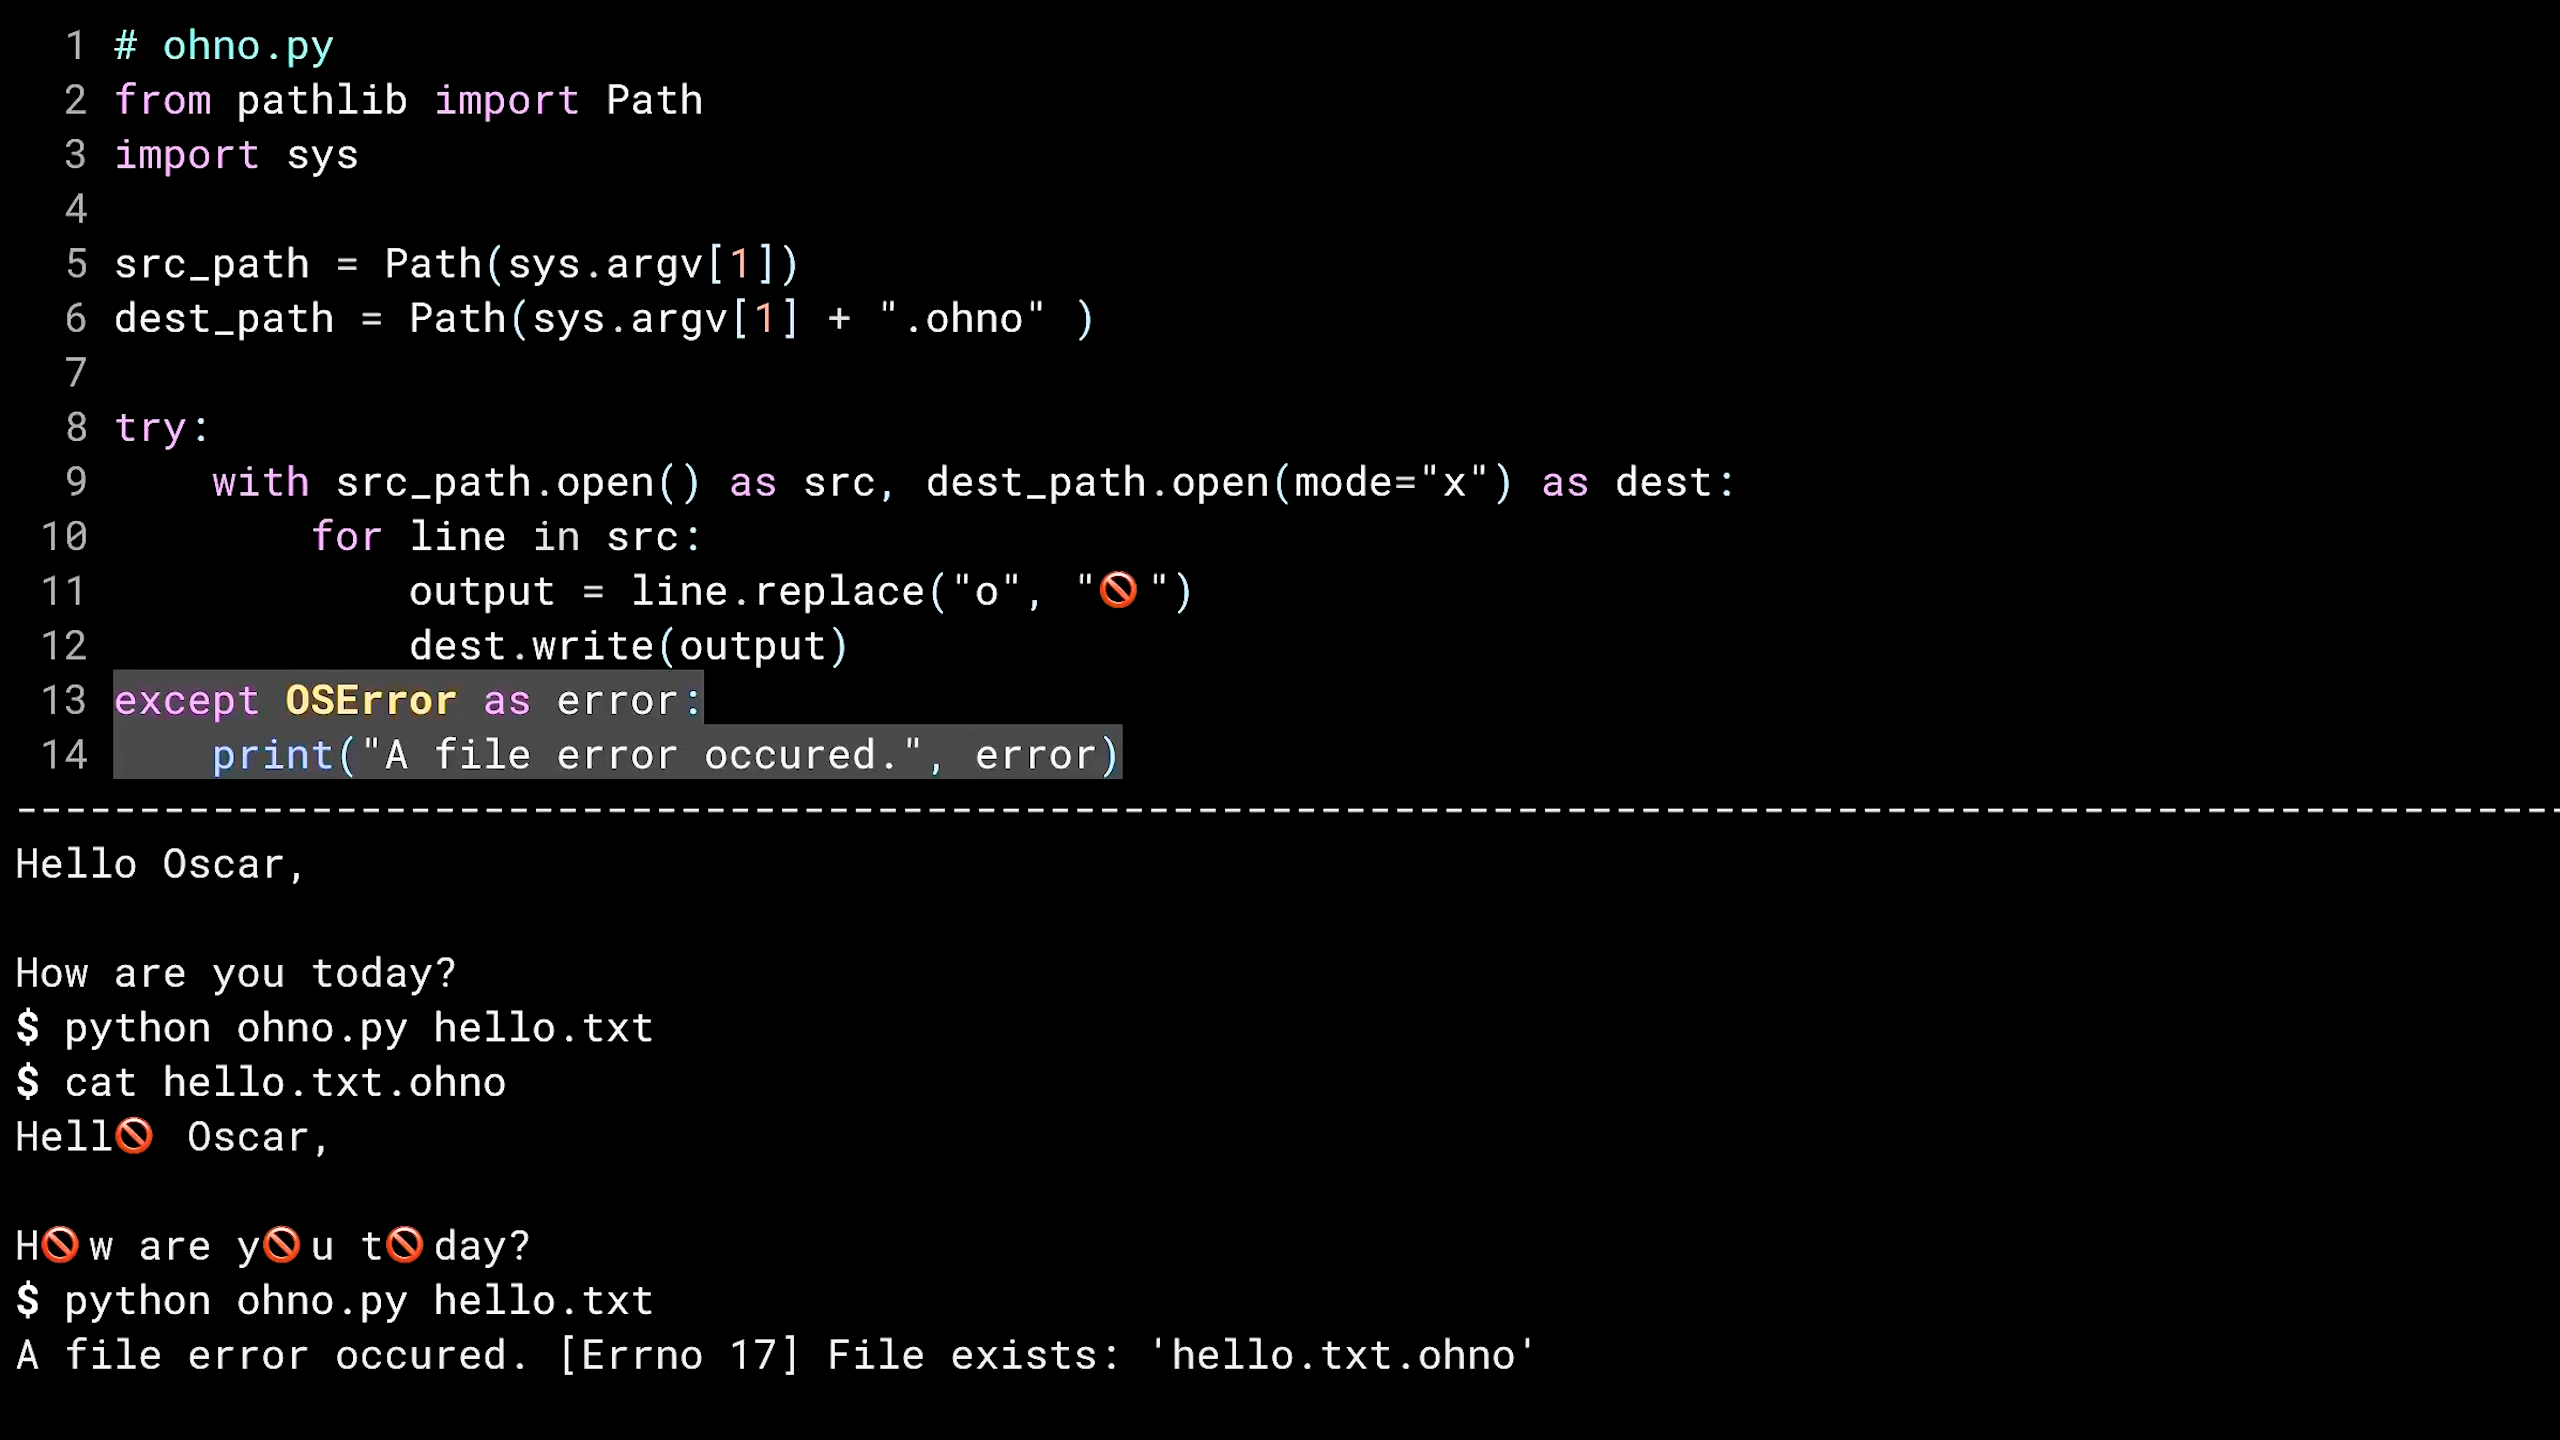 1 # ohno.py
2 from pathlib import Path
3 import sys
4
5 src_path = Path(sys.argv[1])
6 dest_path = Path(sys.argv[1] + ".ohno" )
7
8 try:
9     with src_path.open() as src, dest_path.open(mode="x") as dest:
10         for line in src:
11             output = line.replace("o", "🚫")
12             dest.write(output)
13 except OSError as error:
14     print("A file error occured.", error)
--------------------------------------------------------------------------------------------------------
Hello Oscar,

How are you today?
$ python ohno.py hello.txt
$ cat hello.txt.ohno
Hell🚫 Oscar,

H🚫w are y🚫u t🚫day?
$ python ohno.py hello.txt
A file error occured. [Errno 17] File exists: 'hello.txt.ohno'